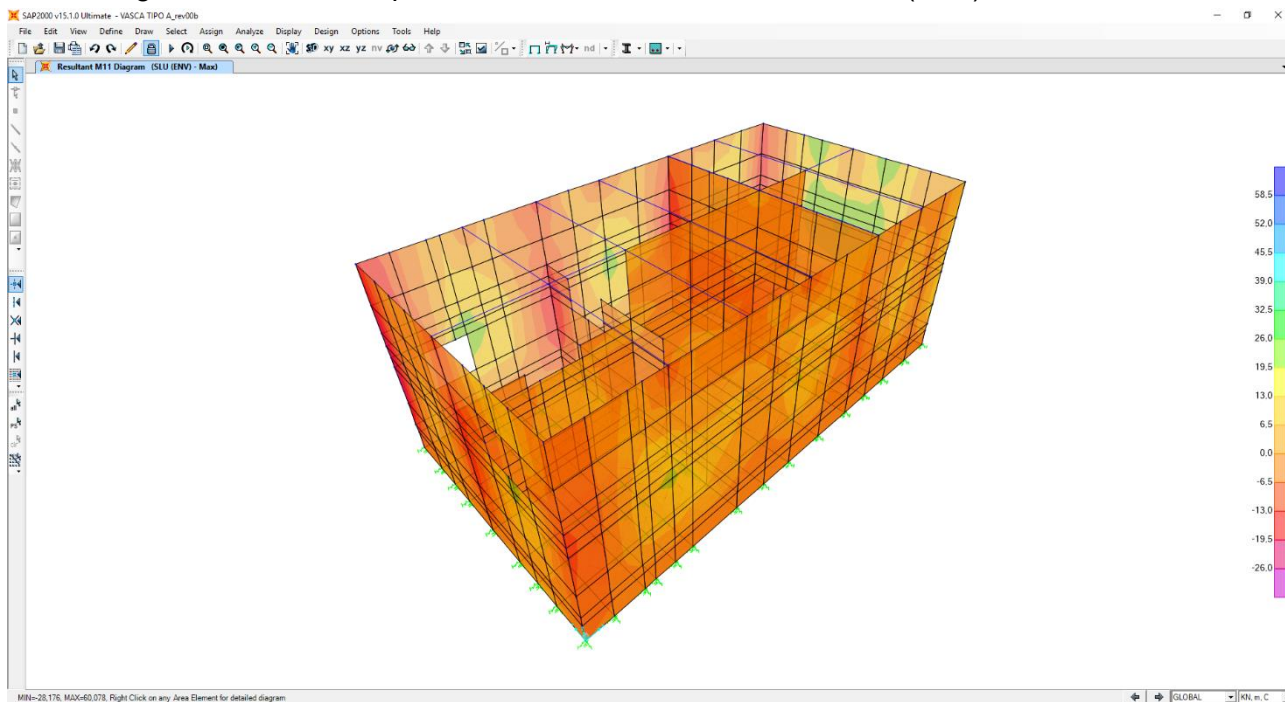 SAP2000 v15.1.0 Ultimate - VASCA TIPO A_rev00b
File Edit View Define Draw Select Assign Analyze Display Design Options Tools Help
xy xz yz nv nd
Resultant M11 Diagram (SLU (ENV) - Max)
58.5
52.0
45.5
39.0
32.5
26.0
19.5
13.0
6.5
0.0
-6.5
-13.0
-19.5
-26.0
MIN=-28,176, MAX=60,078, Right Click on any Area Element for detailed diagram
GLOBAL KN, m, C